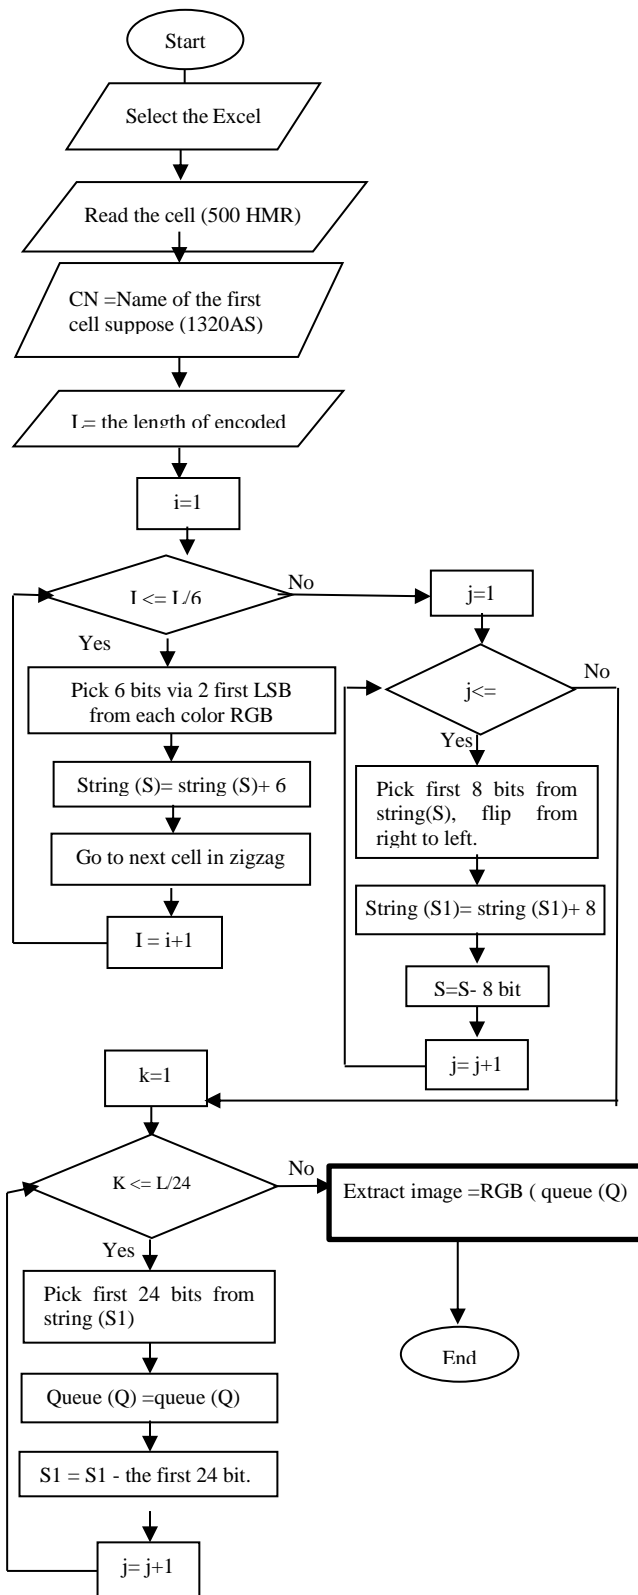 Start
Select the Excel
Read the cell (500 HMR)
CN =Name of the first
cell suppose (1320AS)
L= the length of encoded
i=1
I <= L/6
No
Yes
Pick 6 bits via 2 first LSB
from each color RGB
String (S)= string (S)+ 6
Go to next cell in zigzag
I = i+1
j=1
j<=
No
Yes
Pick first 8 bits from
string(S), flip from
right to left.
String (S1)= string (S1)+ 8
S=S- 8 bit
j= j+1
k=1
K <= L/24
No
Yes
Pick first 24 bits from
string (S1)
Queue (Q) =queue (Q)
S1 = S1 - the first 24 bit.
j= j+1
Extract image =RGB ( queue (Q)
End